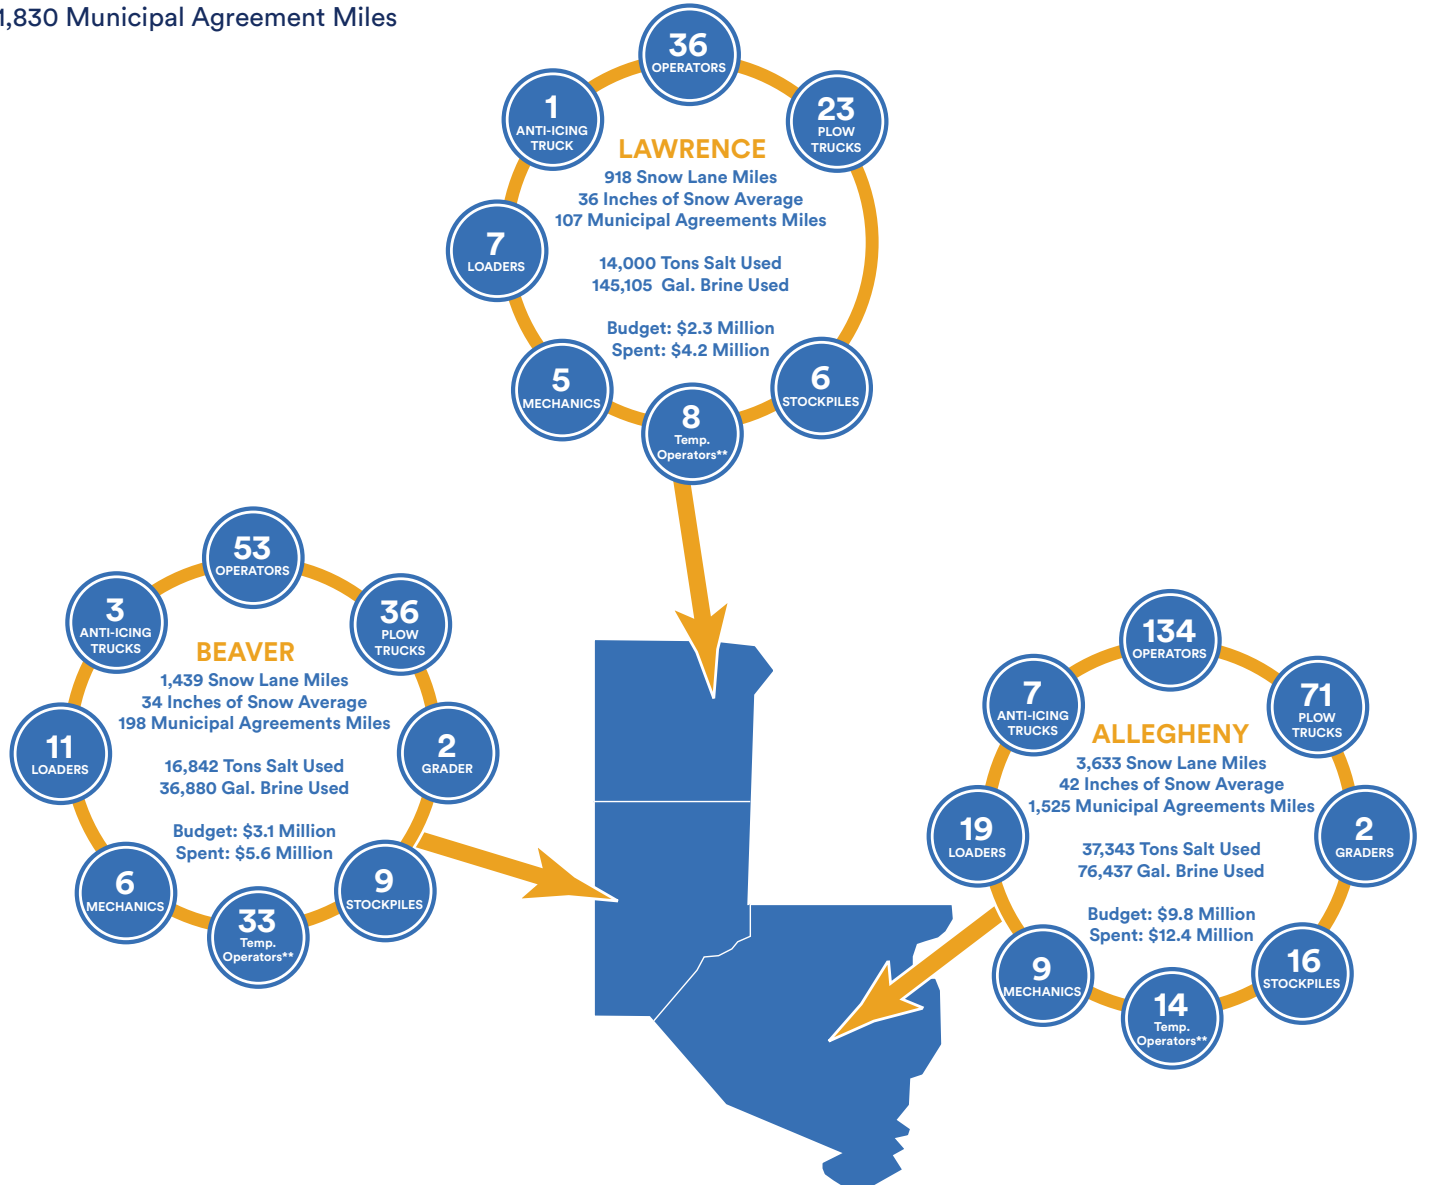 1,830 Municipal Agreement Miles
36
OPERATORS
1
ANTI-ICING
TRUCK
23
PLOW
TRUCKS
LAWRENCE
918 Snow Lane Miles
36 Inches of Snow Average
107 Municipal Agreements Miles
14,000 Tons Salt Used
145,105 Gal. Brine Used
Budget: $2.3 Million
Spent: $4.2 Million
7
LOADERS
5
MECHANICS
8
Temp.
Operators**
6
STOCKPILES
53
OPERATORS
3
ANTI-ICING
TRUCKS
36
PLOW
TRUCKS
BEAVER
1,439 Snow Lane Miles
34 Inches of Snow Average
198 Municipal Agreements Miles
16,842 Tons Salt Used
36,880 Gal. Brine Used
Budget: $3.1 Million
Spent: $5.6 Million
11
LOADERS
2
GRADER
6
MECHANICS
33
Temp.
Operators**
9
STOCKPILES
134
OPERATORS
7
ANTI-ICING
TRUCKS
71
PLOW
TRUCKS
ALLEGHENY
3,633 Snow Lane Miles
42 Inches of Snow Average
1,525 Municipal Agreements Miles
37,343 Tons Salt Used
76,437 Gal. Brine Used
Budget: $9.8 Million
Spent: $12.4 Million
19
LOADERS
2
GRADERS
9
MECHANICS
14
Temp.
Operators**
16
STOCKPILES